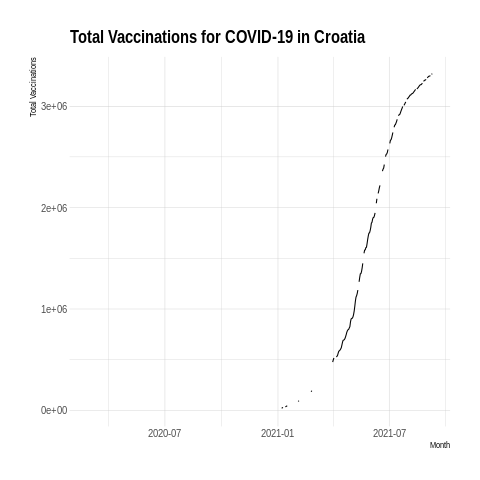 Total Vaccinations for COVID-19 in Croatia
Total Vaccinations
3e+06
2e+06
1e+06
0e+00
2020-07 2021-01 2021-07
Month